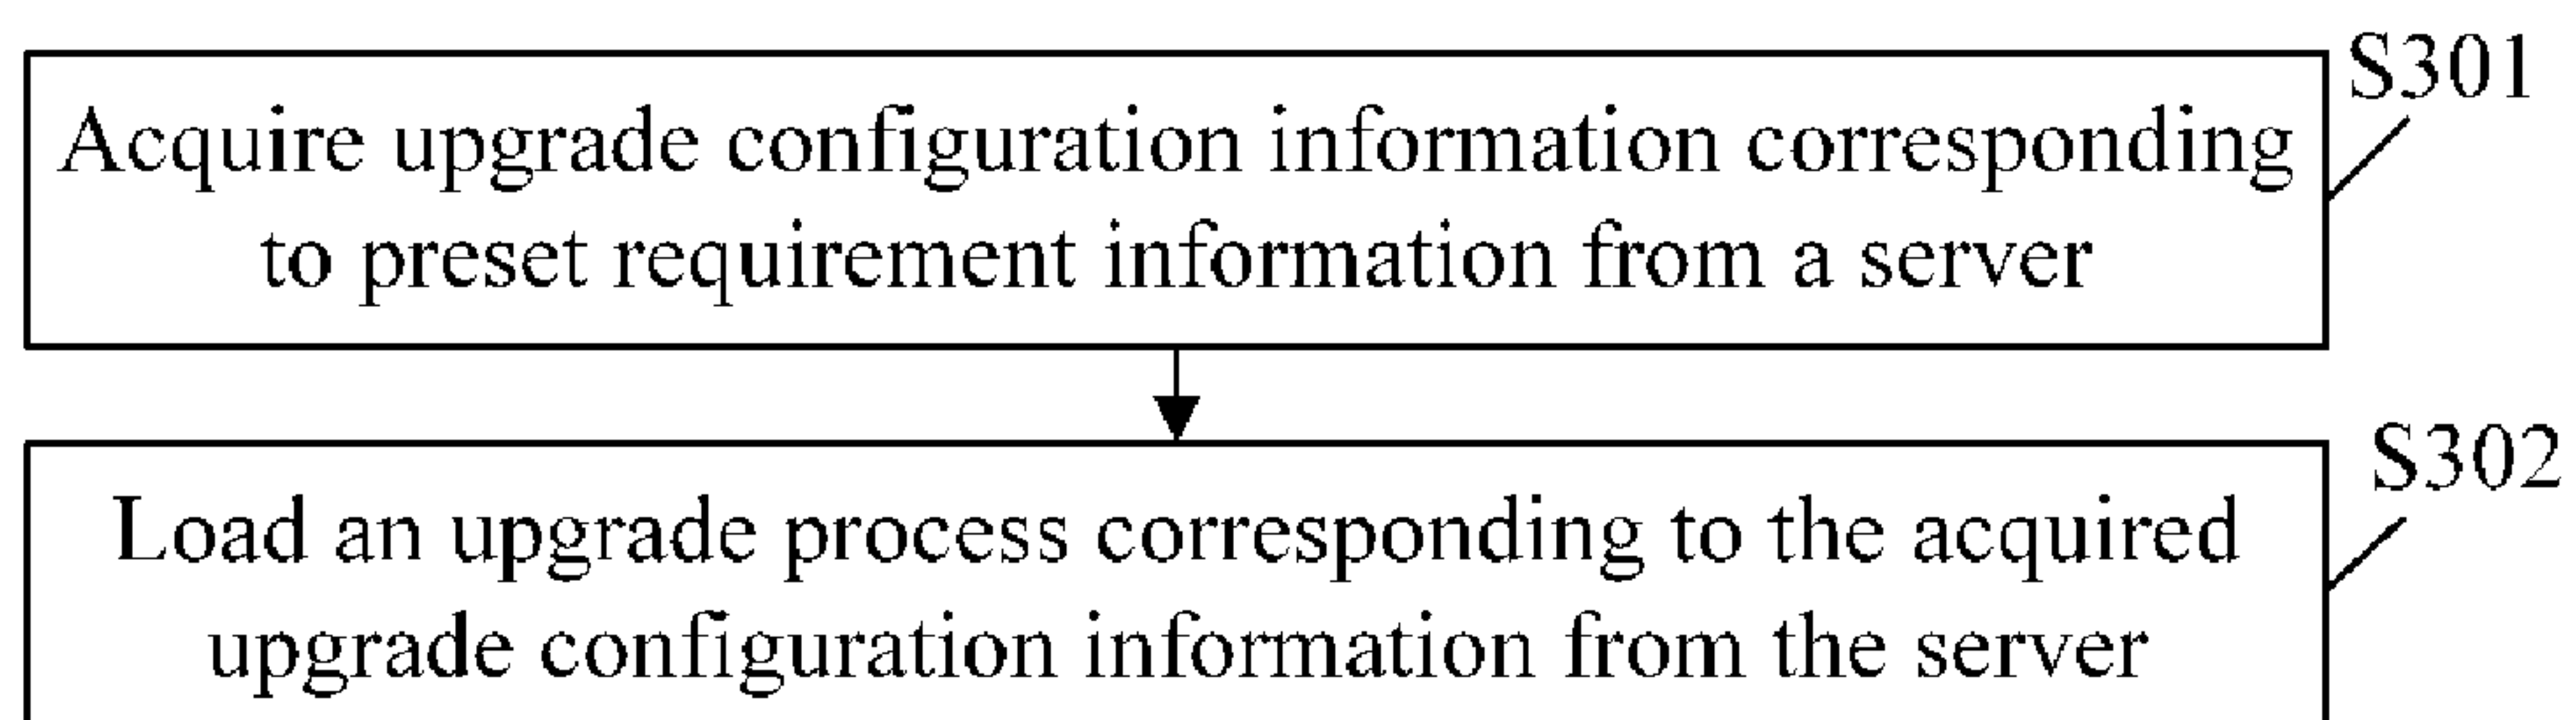 S301
Acquire upgrade configuration information corresponding
to preset requirement information from a server
S302
Load an upgrade process corresponding to the acquired
upgrade configuration information from the server